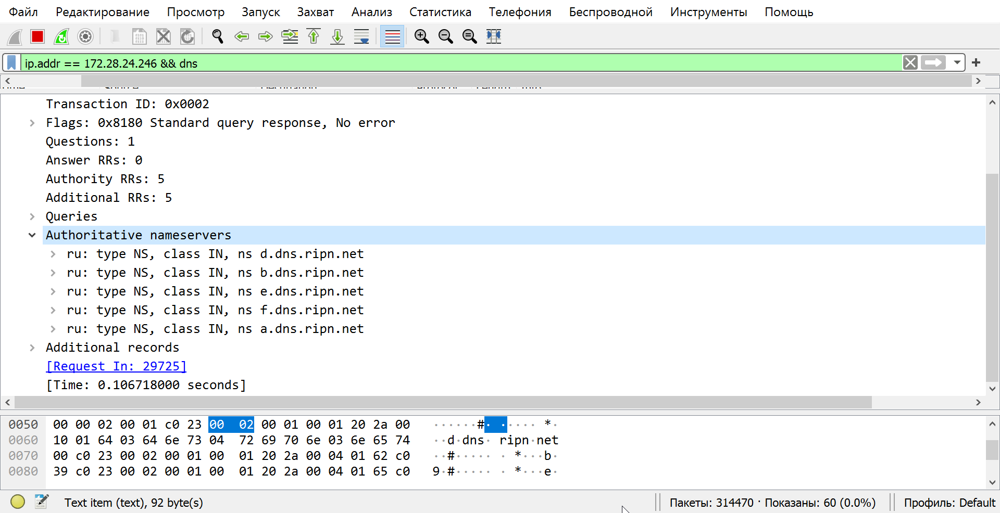 Файл Редактирование Просмотр Запуск Захват Анализ Статистика Телефония Беспроводной Инструменты Помощь
ip.addr == 172.28.24.246 && dns
Transaction ID: 0x0002
Flags: 0x8180 Standard query response, No error
Questions: 1
Answer RRs: 0
Authority RRs: 5
Additional RRs: 5
Queries
Authoritative nameservers
ru: type NS, class IN, ns d.dns.ripn.net
ru: type NS, class IN, ns b.dns.ripn.net
ru: type NS, class IN, ns e.dns.ripn.net
ru: type NS, class IN, ns f.dns.ripn.net
ru: type NS, class IN, ns a.dns.ripn.net
Additional records
[Request In: 29725]
[Time: 0.106718000 seconds]
0050 00 00 02 00 01 c0 23 00 02 00 01 00 01 20 2a 00 ······#·· ···· *·
0060 10 01 64 03 64 6e 73 04 72 69 70 6e 03 6e 65 74 ··d·dns· ripn·net
0070 00 c0 23 00 02 00 01 00 01 20 2a 00 04 01 62 c0 ··#····· · *···b·
0080 39 c0 23 00 02 00 01 00 01 20 2a 00 04 01 65 c0 9·#····· · *···e·
Text item (text), 92 byte(s) Пакеты: 314470 · Показаны: 60 (0.0%) Профиль: Default